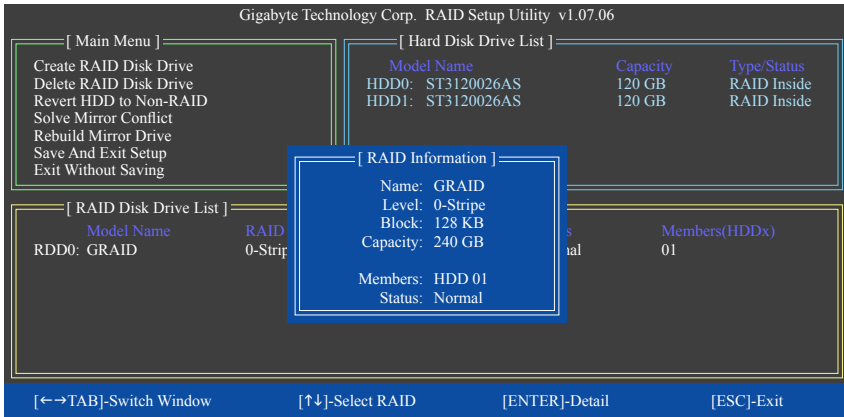 Gigabyte Technology Corp. RAID Setup Utility v1.07.06
[ Main Menu ]
Create RAID Disk Drive
Delete RAID Disk Drive
Revert HDD to Non-RAID
Solve Mirror Conflict
Rebuild Mirror Drive
Save And Exit Setup
Exit Without Saving
[ Hard Disk Drive List ]
Model Name Capacity Type/Status
HDD0: ST3120026AS 120 GB RAID Inside
HDD1: ST3120026AS 120 GB RAID Inside
[ RAID Information ]
Name: GRAID
Level: 0-Stripe
Block: 128 KB
Capacity: 240 GB
Members: HDD 01
Status: Normal
[ RAID Disk Drive List ]
Model Name RAID Members(HDDx)
RDD0: GRAID 0-Strip 01
[←→TAB]-Switch Window [↑↓]-Select RAID [ENTER]-Detail [ESC]-Exit